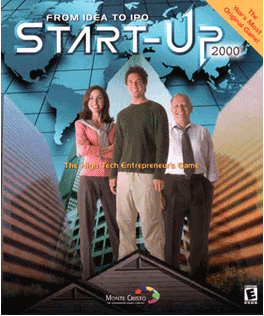 FROM IDEA TO IPO
START-UP
2000
The
Year's Most
Original Game!
The High Tech Entrepreneur's Game
MONTE CRISTO
E